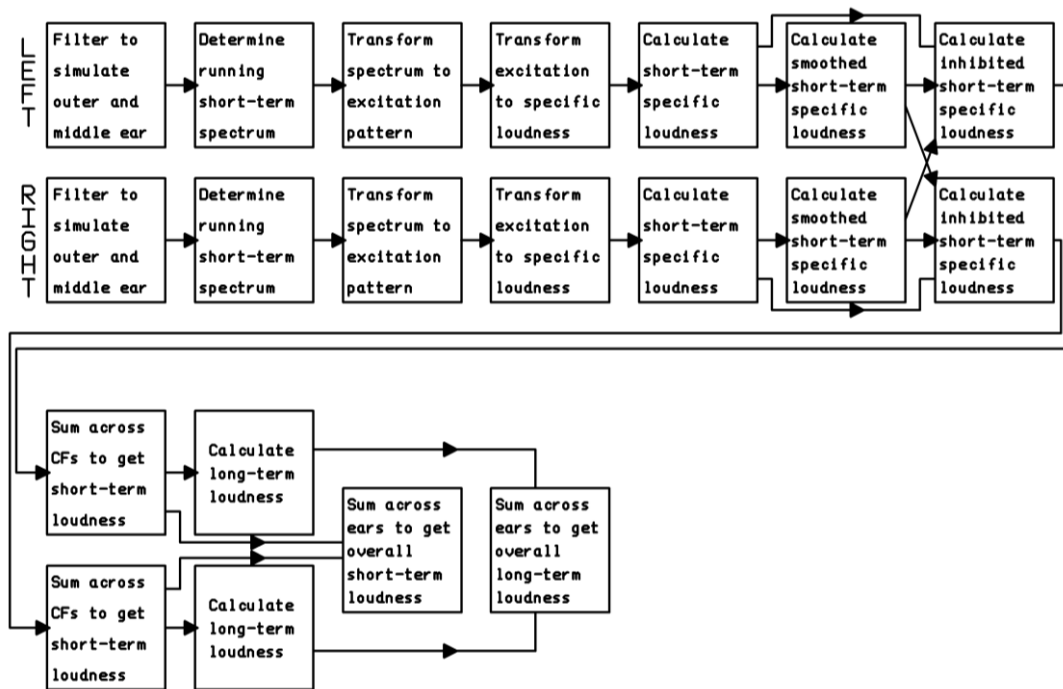 LEFT
Filter to
simulate
outer and
middle ear
Determine
running
short-term
spectrum
Transform
spectrum to
excitation
pattern
Transform
excitation
to specific
loudness
Calculate
short-term
specific
loudness
Calculate
smoothed
short-term
specific
loudness
Calculate
inhibited
short-term
specific
loudness
RIGHT
Filter to
simulate
outer and
middle ear
Determine
running
short-term
spectrum
Transform
spectrum to
excitation
pattern
Transform
excitation
to specific
loudness
Calculate
short-term
specific
loudness
Calculate
smoothed
short-term
specific
loudness
Calculate
inhibited
short-term
specific
loudness
Sum across
CFs to get
short-term
loudness
Calculate
long-term
loudness
Sum across
ears to get
overall
short-term
loudness
Sum across
ears to get
overall
long-term
loudness
Sum across
CFs to get
short-term
loudness
Calculate
long-term
loudness